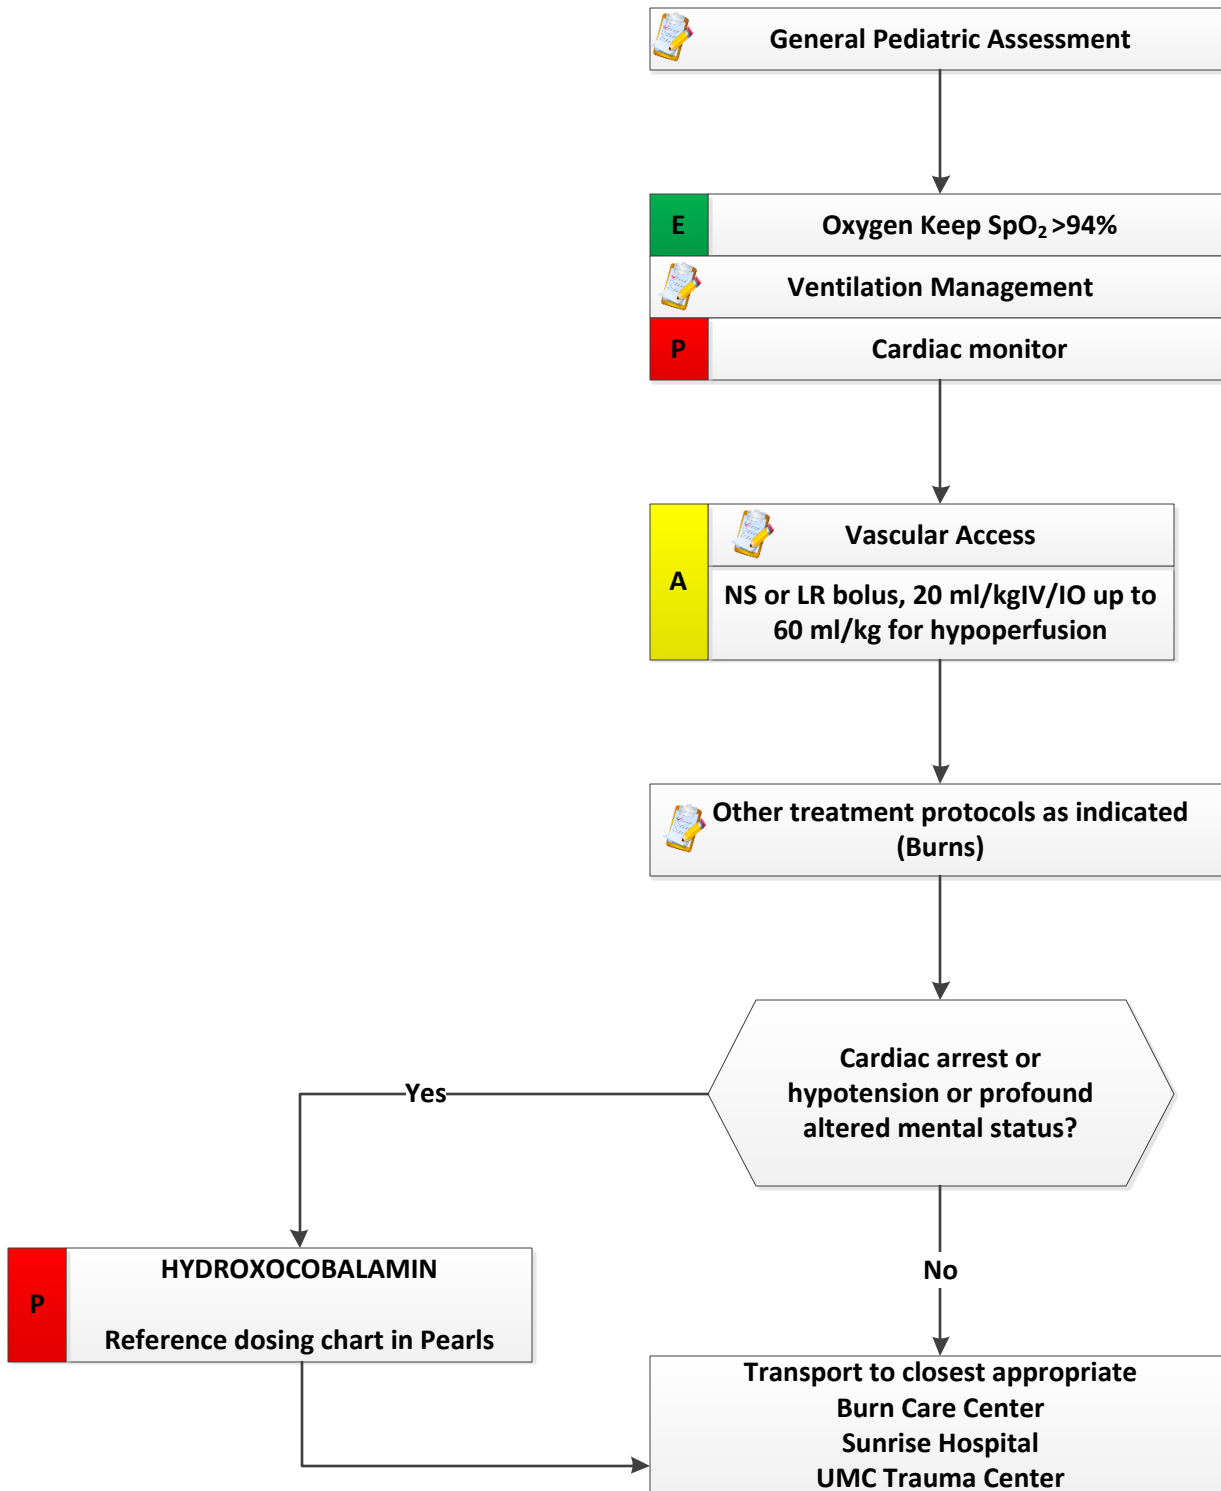 General Pediatric Assessment
E
Oxygen Keep SpO₂ >94%
Ventilation Management
P
Cardiac monitor
A
Vascular Access
NS or LR bolus, 20 ml/kgIV/IO up to
60 ml/kg for hypoperfusion
Other treatment protocols as indicated
(Burns)
Cardiac arrest or
hypotension or profound
altered mental status?
Yes
No
P
HYDROXOCOBALAMIN
Reference dosing chart in Pearls
Transport to closest appropriate
Burn Care Center
Sunrise Hospital
UMC Trauma Center